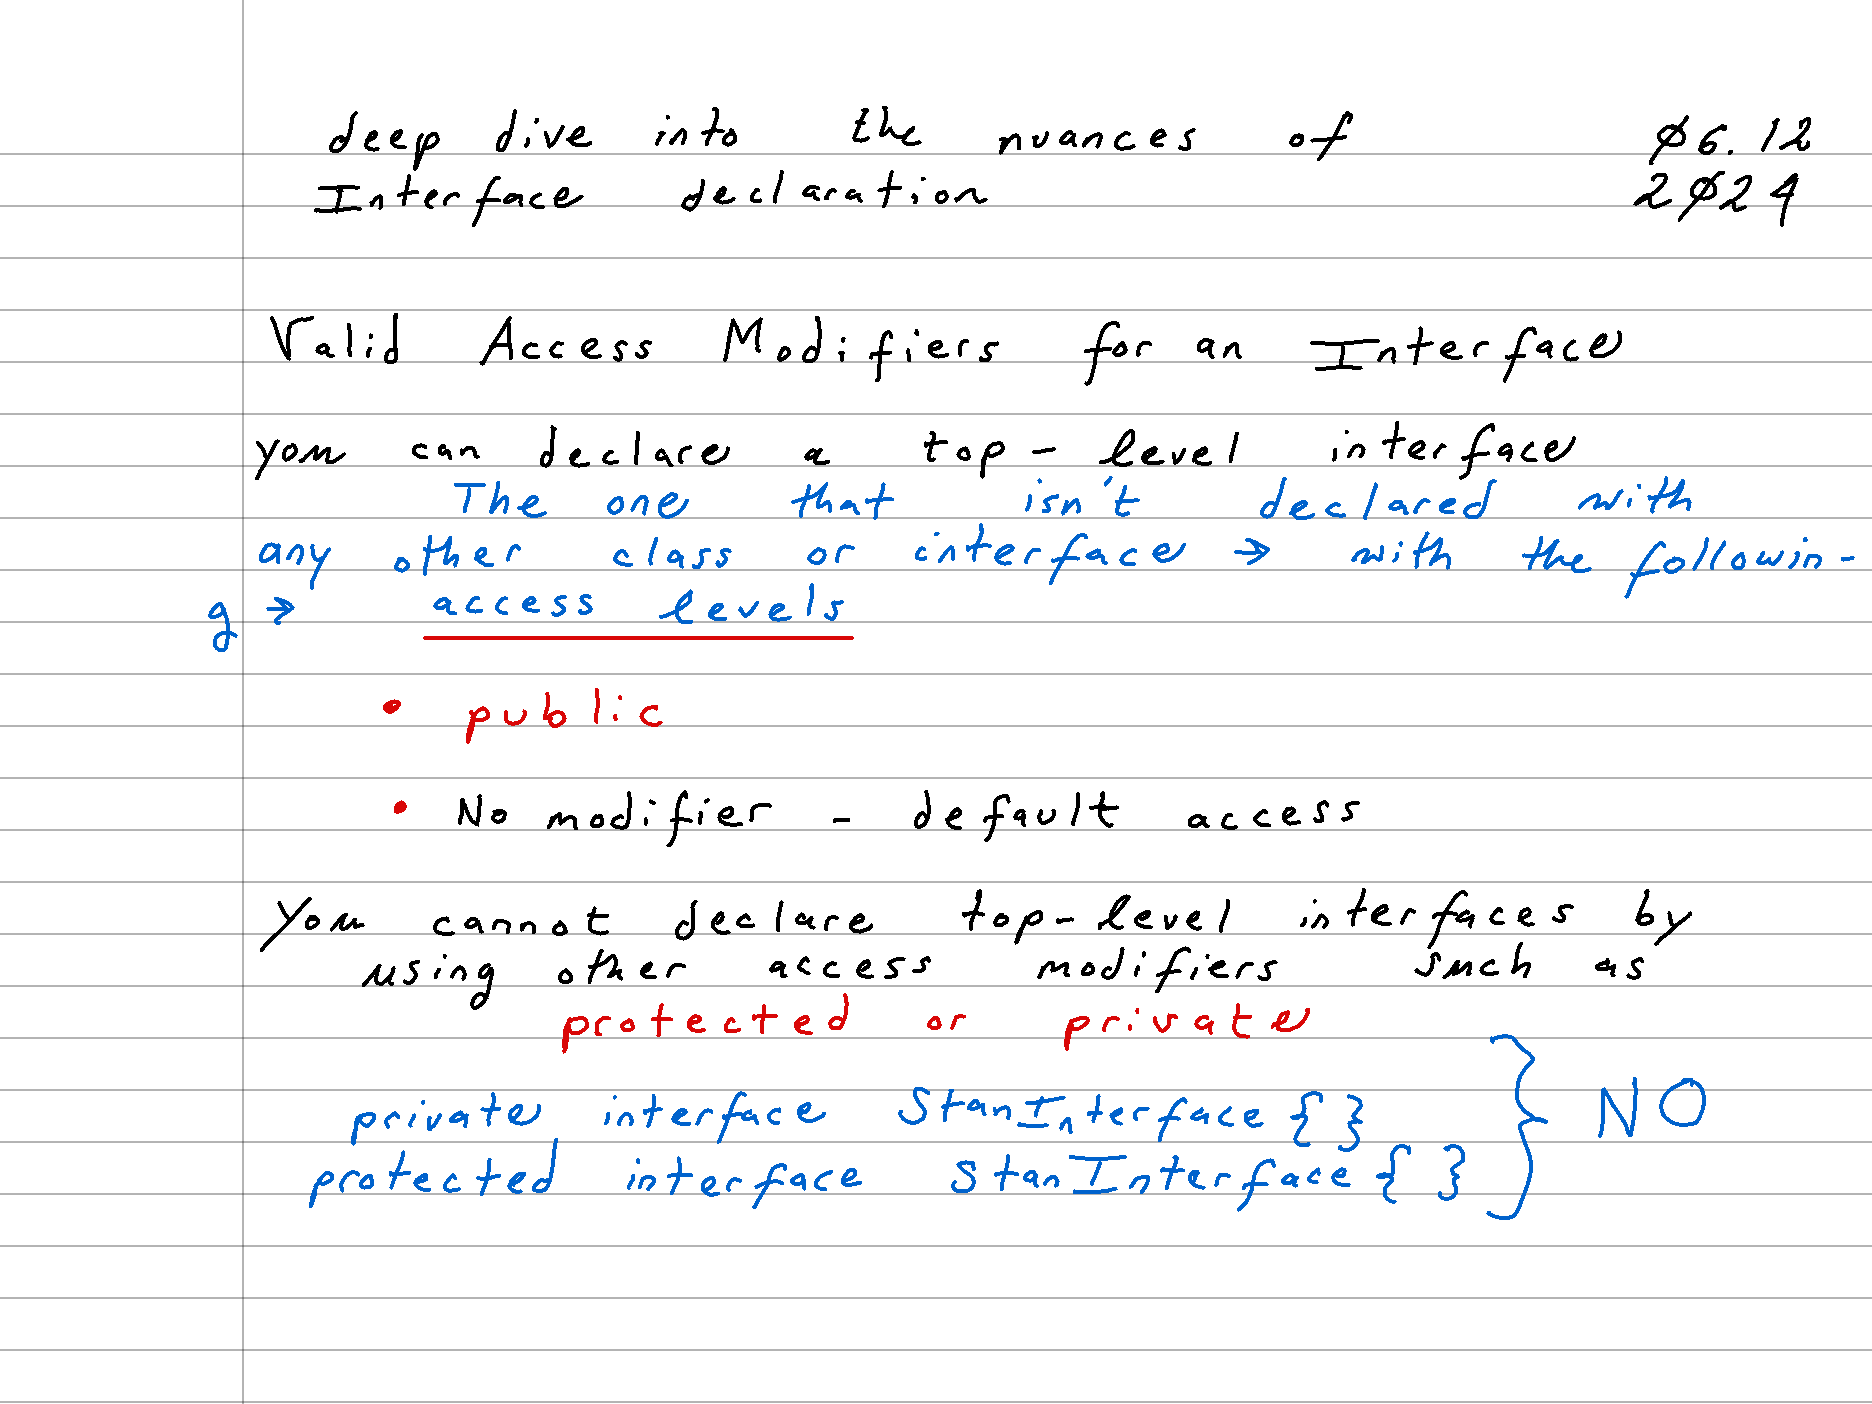 deep dive into the nuances of Ø6.12
Interface declaration 2Ø24
Valid Access Modifiers for an Interface
you can declare a top-level interface
The one that isn't declared with
any other class or interface → with the followin-
g → access levels
• public
• No modifier - default access
You cannot declare top-level interfaces by
using other access modifiers such as
protected or private
private interface StanInterface { }
protected interface StanInterface { }
} NO